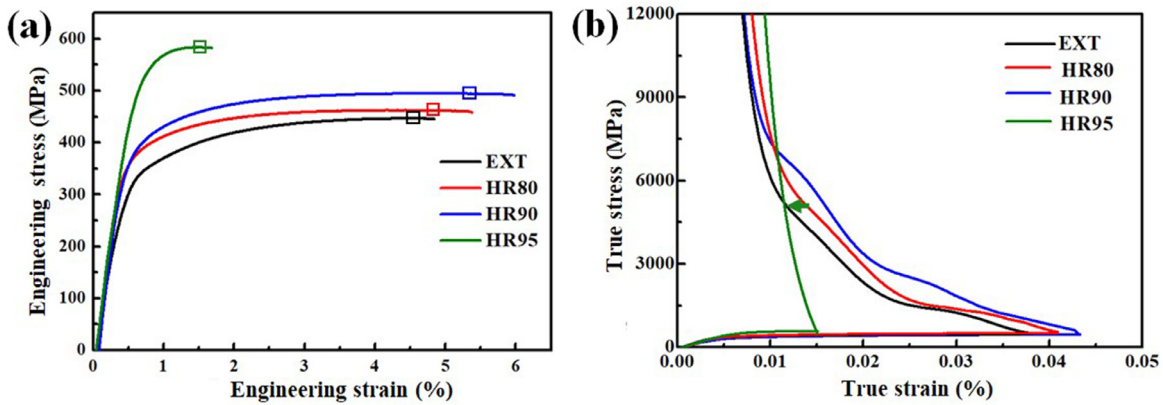 (a)
Engineering stress (MPa)
600
500
400
300
200
100
0
EXT
HR80
HR90
HR95
0 1 2 3 4 5 6
Engineering strain (%)
(b)
True stress (MPa)
12000
9000
6000
3000
0
EXT
HR80
HR90
HR95
0.00 0.01 0.02 0.03 0.04 0.05
True strain (%)